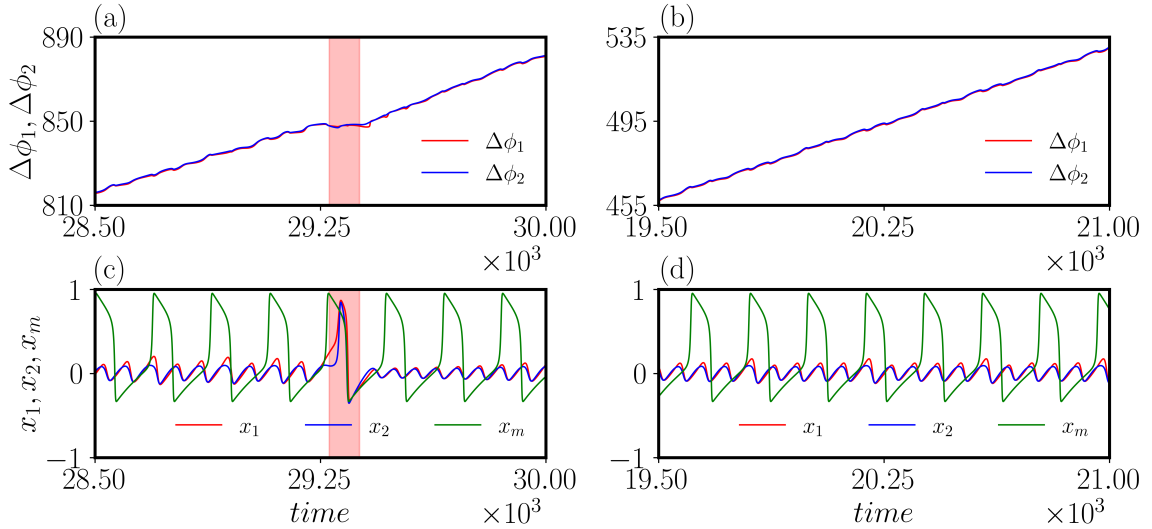 (a)
890
850
810
Δϕ₁, Δϕ₂
Δϕ₁
Δϕ₂
28.50 29.25 30.00
×10³
(b)
535
495
455
Δϕ₁
Δϕ₂
19.50 20.25 21.00
×10³
(c)
1
0
−1
x₁, x₂, xₘ
x₁ x₂ xₘ
28.50 29.25 30.00
time ×10³
(d)
1
0
−1
x₁ x₂ xₘ
19.50 20.25 21.00
time ×10³